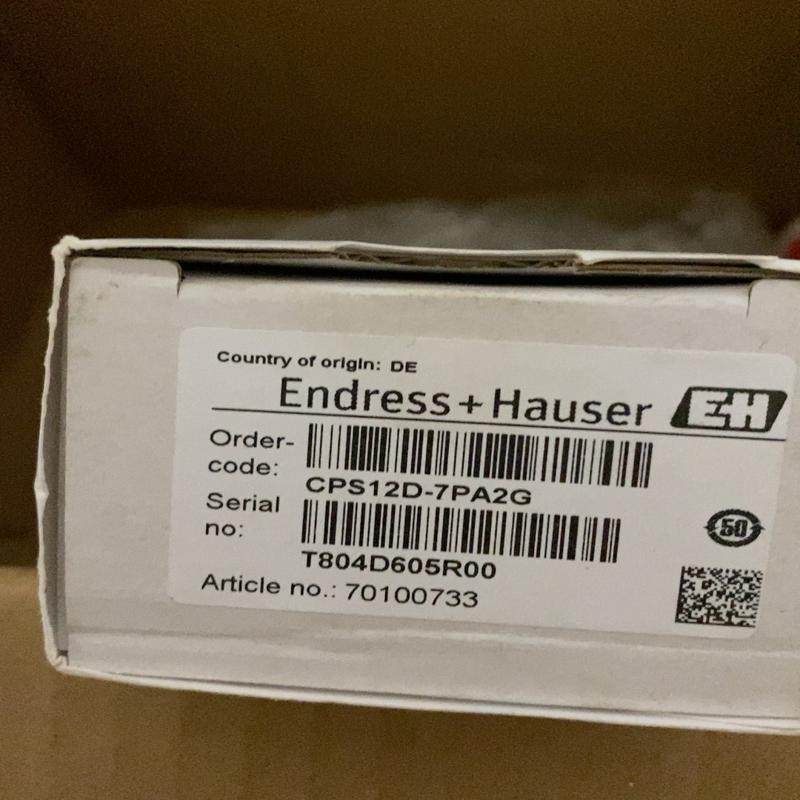 Country of origin: DE
Endress+Hauser EH
Order-
code:
CPS12D-7PA2G
Serial
no:
T804D605R00
50
Article no.: 70100733